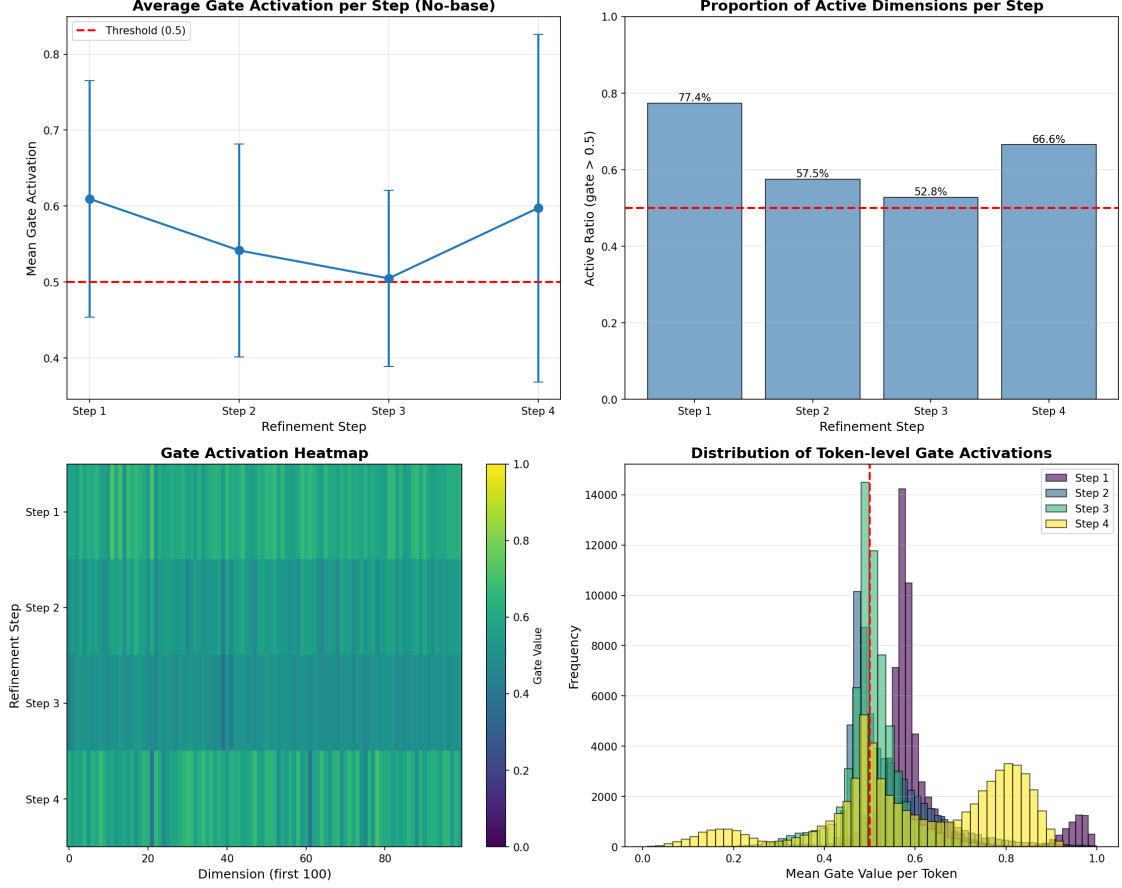 Average Gate Activation per Step (No-base)
Threshold (0.5)
0.8
0.7
0.6
0.5
0.4
Mean Gate Activation
Step 1
Step 2
Step 3
Step 4
Refinement Step
Proportion of Active Dimensions per Step
1.0
0.8
0.6
0.4
0.2
0.0
Active Ratio (gate > 0.5)
77.4%
57.5%
52.8%
66.6%
Step 1
Step 2
Step 3
Step 4
Refinement Step
Gate Activation Heatmap
Step 1
Step 2
Step 3
Step 4
Refinement Step
0
20
40
60
80
Dimension (first 100)
1.0
0.8
0.6
0.4
0.2
0.0
Gate Value
Distribution of Token-level Gate Activations
Step 1
Step 2
Step 3
Step 4
14000
12000
10000
8000
6000
4000
2000
0
Frequency
0.0
0.2
0.4
0.6
0.8
1.0
Mean Gate Value per Token